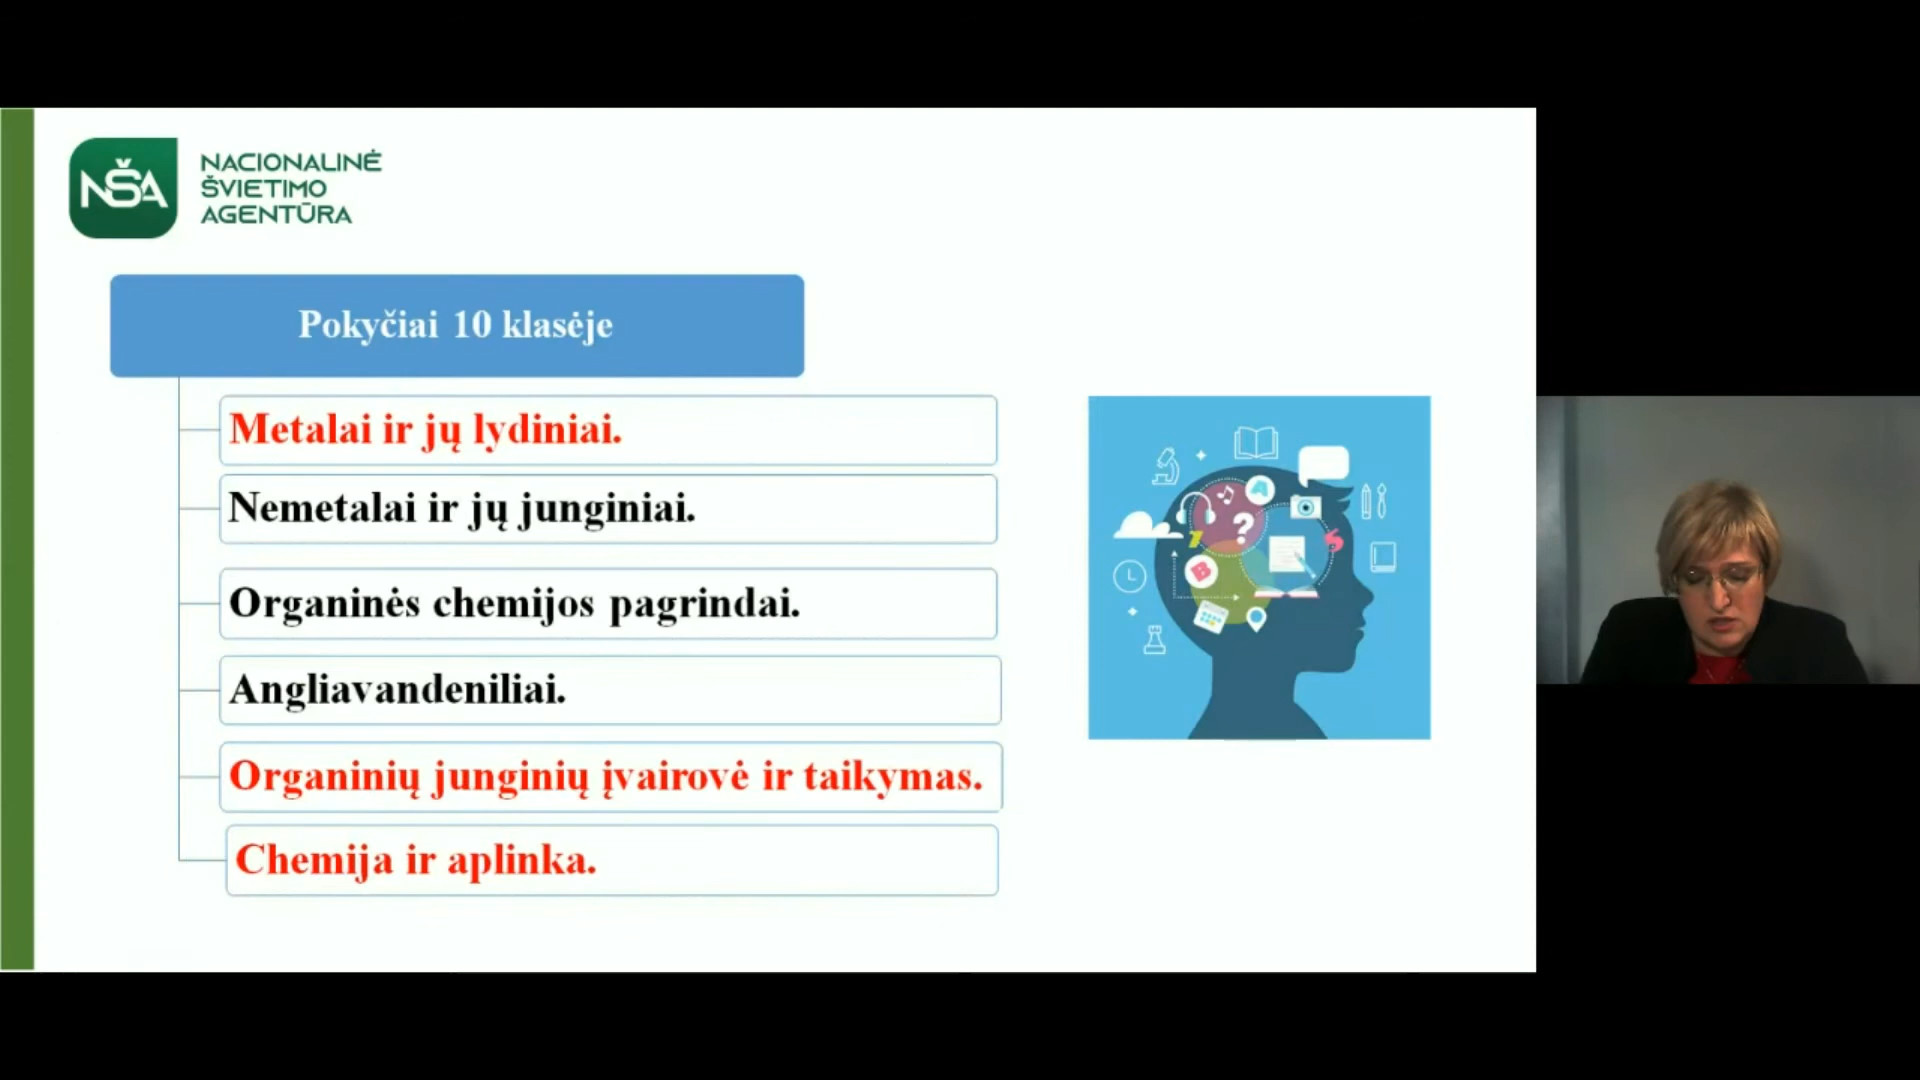 NŠA
NACIONALINĖ
ŠVIETIMO
AGENTŪRA
Pokyčiai 10 klasėje
Metalai ir jų lydiniai.
Nemetalai ir jų junginiai.
Organinės chemijos pagrindai.
Angliavandeniliai.
Organinių junginių įvairovė ir taikymas.
Chemija ir aplinka.
A
?
B